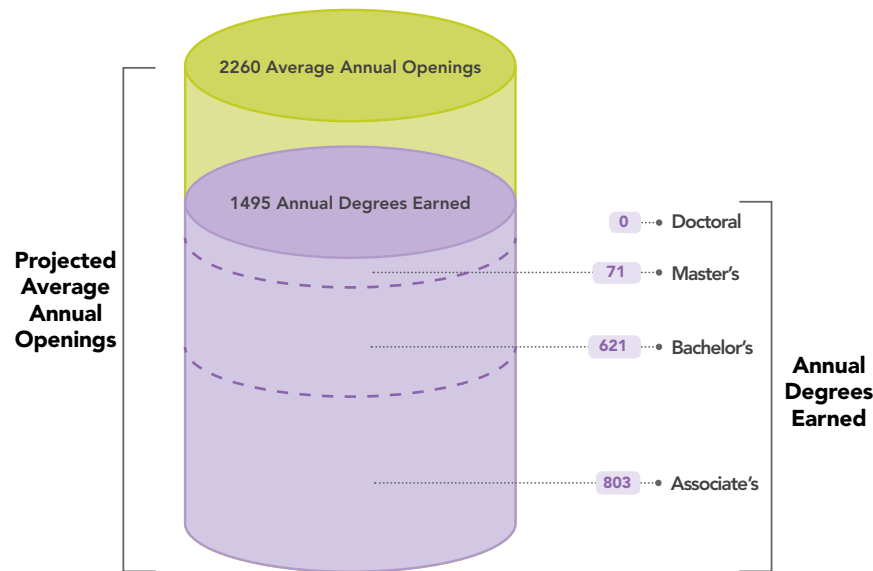 2260 Average Annual Openings
1495 Annual Degrees Earned
0 Doctoral
71 Master's
621 Bachelor's
803 Associate's
Projected
Average
Annual
Openings
Annual
Degrees
Earned